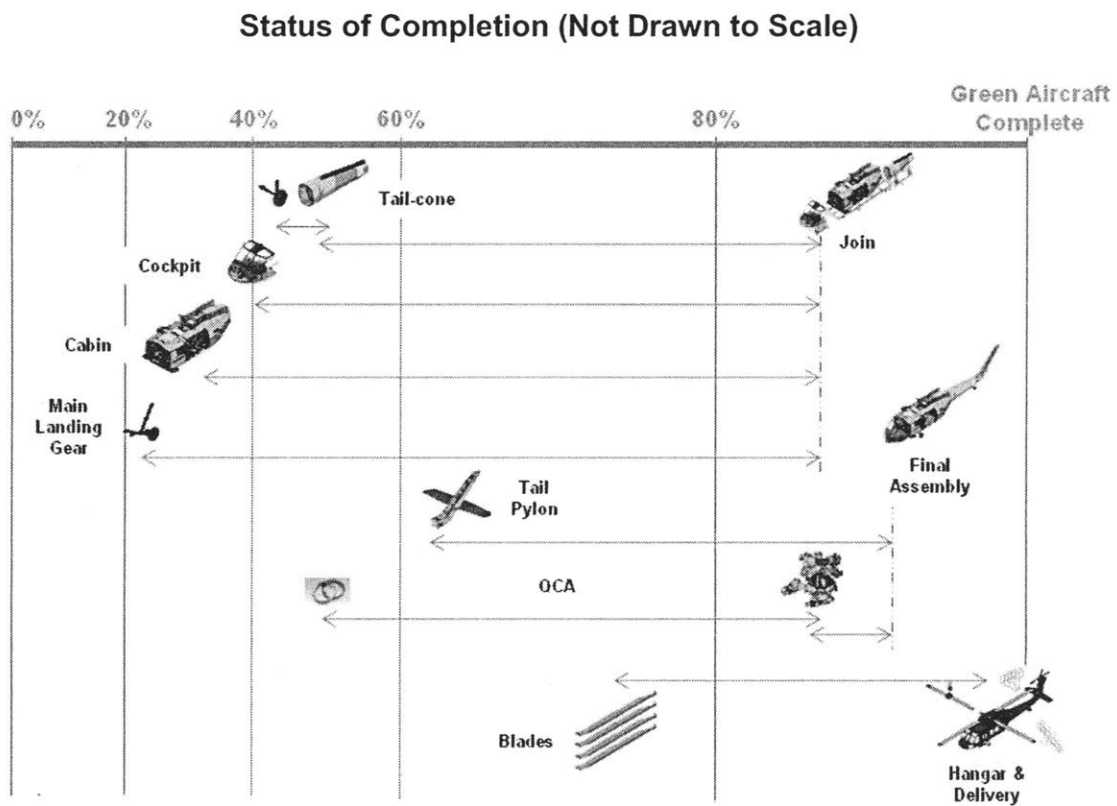 Status of Completion (Not Drawn to Scale)
Green Aircraft
Complete
0%
20%
40%
60%
80%
Tail-cone
Join
Cockpit
Cabin
Main
Landing
Gear
Final
Assembly
Tail
Pylon
QCA
Blades
Hangar &
Delivery